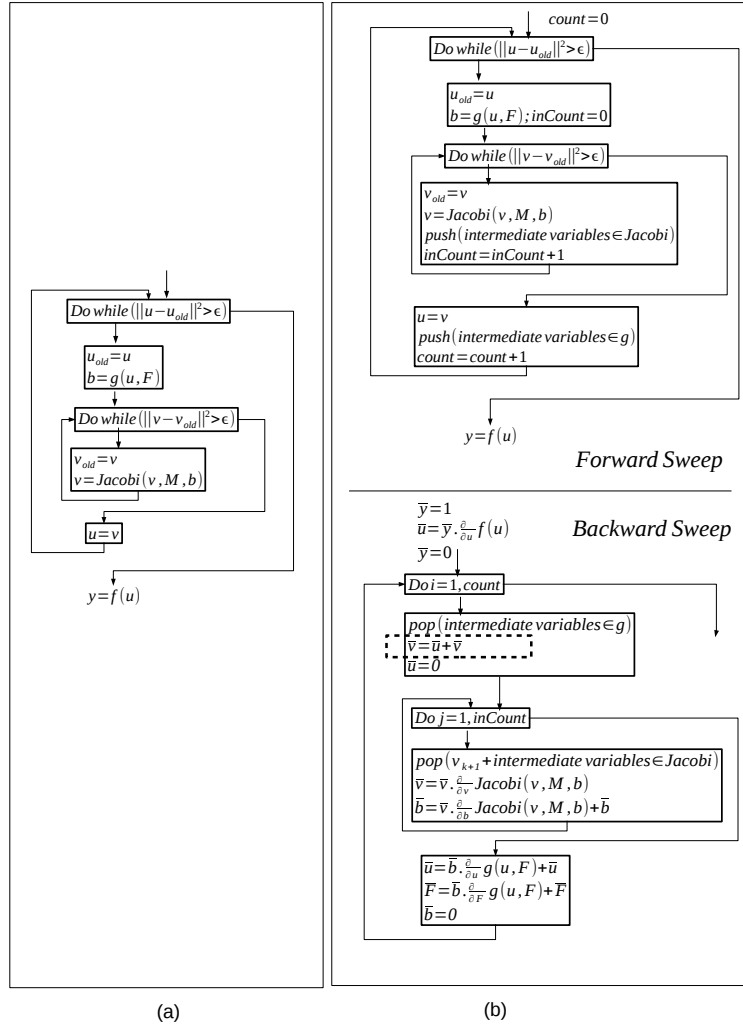 Do while(||u−u_old||²>ϵ)
u_old=u
b=g(u,F)
Do while(||v−v_old||²>ϵ)
v_old=v
v=Jacobi(v,M,b)
u=v
y=f(u)
(a)
count=0
Do while(||u−u_old||²>ϵ)
u_old=u
b=g(u,F);inCount=0
Do while(||v−v_old||²>ϵ)
v_old=v
v=Jacobi(v,M,b)
push(intermediate variables∈Jacobi)
inCount=inCount+1
u=v
push(intermediate variables∈g)
count=count+1
y=f(u)
Forward Sweep
y̅=1
u̅=y̅.∂/∂u f(u)
y̅=0
Backward Sweep
Do i=1,count
pop(intermediate variables∈g)
v̅=u̅+v̅
u̅=0
Do j=1,inCount
pop(v_k+1+intermediate variables∈Jacobi)
v̅=v̅.∂/∂v Jacobi(v,M,b)
b̅=v̅.∂/∂b Jacobi(v,M,b)+b̅
u̅=b̅.∂/∂u g(u,F)+u̅
F̅=b̅.∂/∂F g(u,F)+F̅
b̅=0
(b)